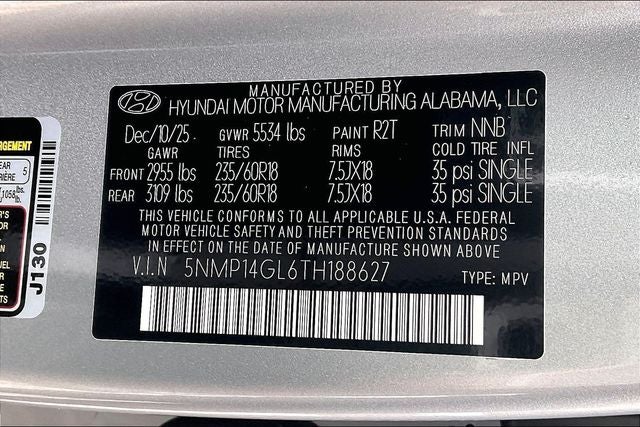 MANUFACTURED BY
HYUNDAI MOTOR MANUFACTURING ALABAMA, LLC
Dec/10/25 GVWR 5534 lbs PAINT R2T TRIM NNB
GAWR TIRES RIMS COLD TIRE INFL
FRONT 2955 lbs 235/60R18 7.5JX18 35 psi SINGLE
REAR 3109 lbs 235/60R18 7.5JX18 35 psi SINGLE
THIS VEHICLE CONFORMS TO ALL APPLICABLE U.S.A. FEDERAL
MOTOR VEHICLE SAFETY AND THEFT PREVENTION STANDARDS
IN EFFECT ON THE DATE OF MANUFACTURE SHOWN ABOVE.
V.I.N 5NMP14GL6TH188627 TYPE: MPV
5
1058 lbs.
J130